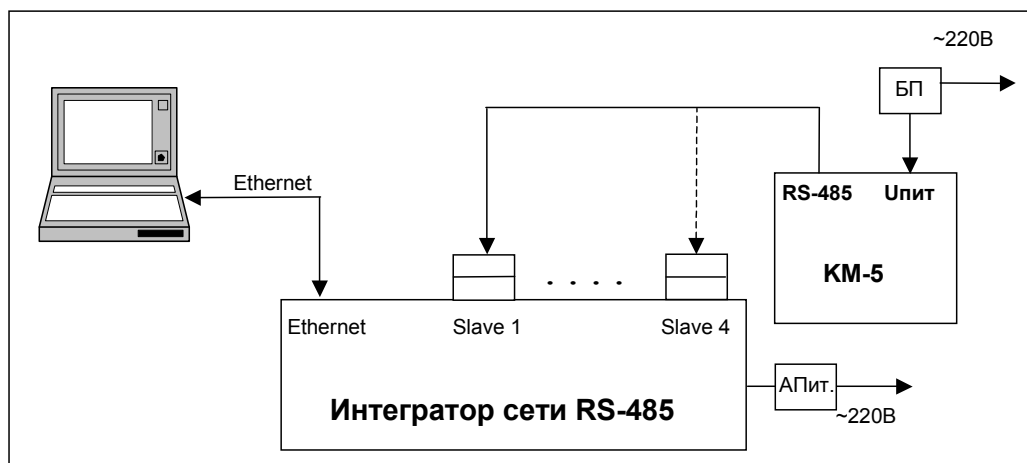 ~220В
БП
Ethernet
RS-485 Uпит
КМ-5
. . . .
Ethernet Slave 1 Slave 4
АПит.
Интегратор сети RS-485
~220В